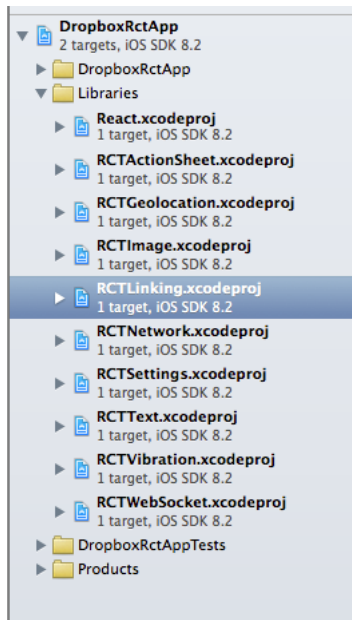 DropboxRctApp
2 targets, iOS SDK 8.2
DropboxRctApp
Libraries
React.xcodeproj
1 target, iOS SDK 8.2
RCTActionSheet.xcodeproj
1 target, iOS SDK 8.2
RCTGeolocation.xcodeproj
1 target, iOS SDK 8.2
RCTImage.xcodeproj
1 target, iOS SDK 8.2
RCTLinking.xcodeproj
1 target, iOS SDK 8.2
RCTNetwork.xcodeproj
1 target, iOS SDK 8.2
RCTSettings.xcodeproj
1 target, iOS SDK 8.2
RCTText.xcodeproj
1 target, iOS SDK 8.2
RCTVibration.xcodeproj
1 target, iOS SDK 8.2
RCTWebSocket.xcodeproj
1 target, iOS SDK 8.2
DropboxRctAppTests
Products